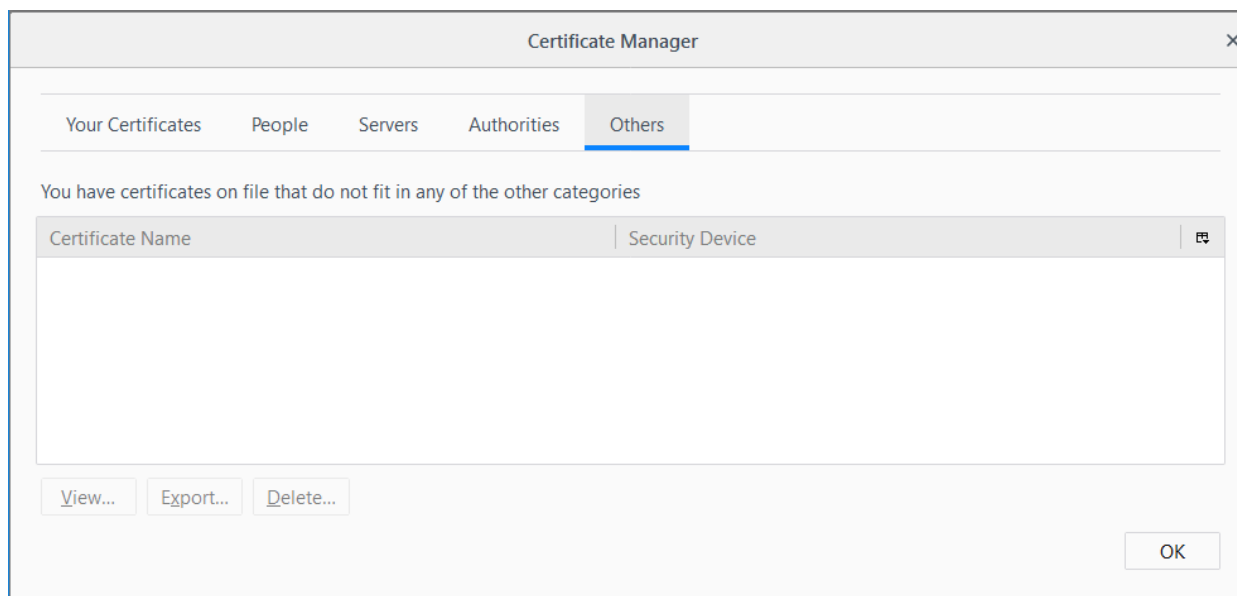 Certificate Manager
Your Certificates People Servers Authorities Others
You have certificates on file that do not fit in any of the other categories
Certificate Name Security Device
View... Export... Delete...
OK